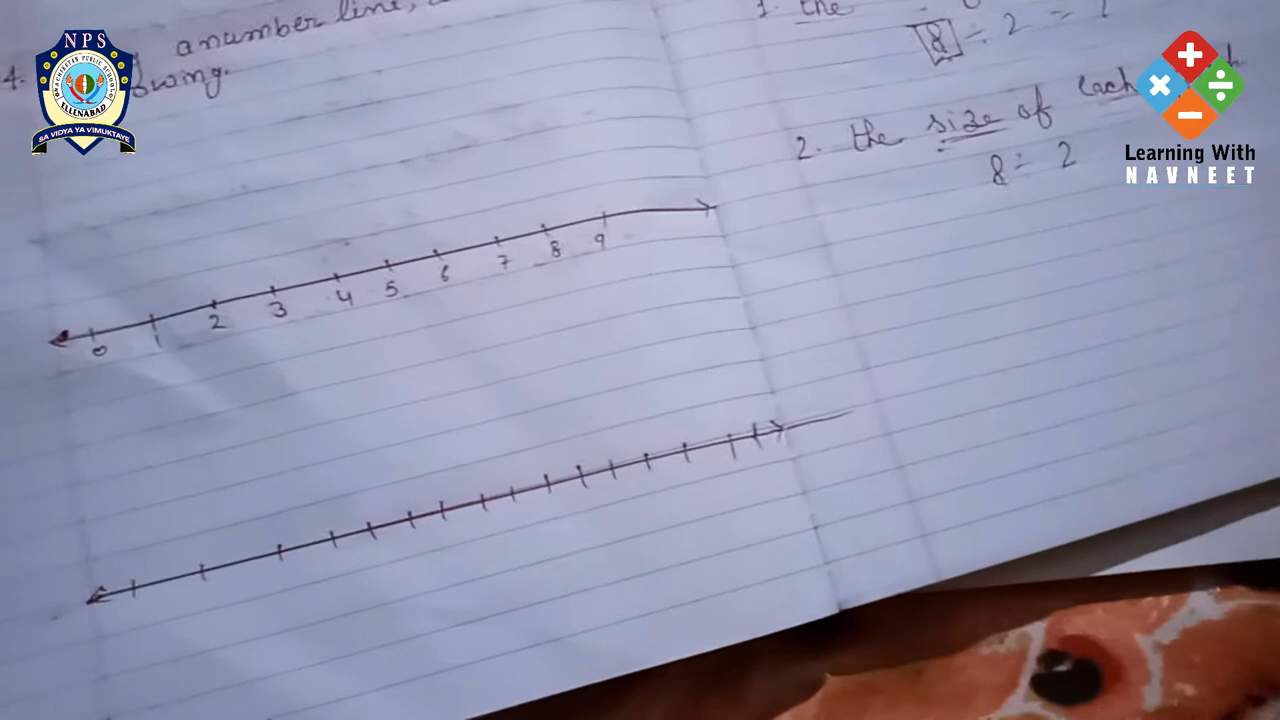 4. a number line,
owing.
0 1 2 3 4 5 6 7 8 9
1. the
8 ÷ 2 =
2. the size of each
8 ÷ 2
NPS
ELLENABAD
SA VIDYA YA VIMUKTAYE
Learning With
NAVNEET